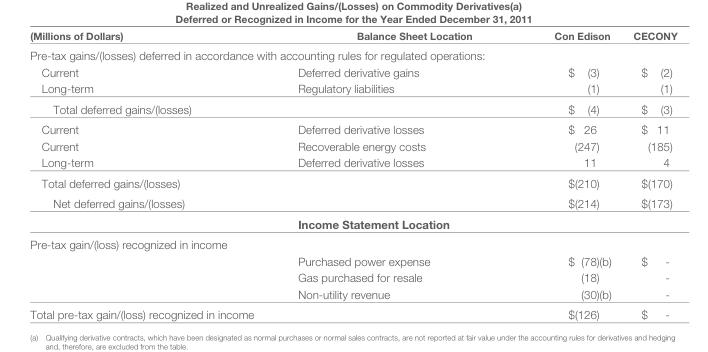 Realized and Unrealized Gains/(Losses) on Commodity Derivatives(a)
Deferred or Recognized in Income for the Year Ended December 31, 2011
(Millions of Dollars) Balance Sheet Location Con Edison CECONY
Pre-tax gains/(losses) deferred in accordance with accounting rules for regulated operations:
Current Deferred derivative gains $ (3) $ (2)
Long-term Regulatory liabilities (1) (1)
Total deferred gains/(losses) $ (4) $ (3)
Current Deferred derivative losses $ 26 $ 11
Current Recoverable energy costs (247) (185)
Long-term Deferred derivative losses 11 4
Total deferred gains/(losses) $(210) $(170)
Net deferred gains/(losses) $(214) $(173)
Income Statement Location
Pre-tax gain/(loss) recognized in income
Purchased power expense $ (78)(b) $ -
Gas purchased for resale (18) -
Non-utility revenue (30)(b) -
Total pre-tax gain/(loss) recognized in income $(126) $ -
(a) Qualifying derivative contracts, which have been designated as normal purchases or normal sales contracts, are not reported at fair value under the accounting rules for derivatives and hedging
and, therefore, are excluded from the table.